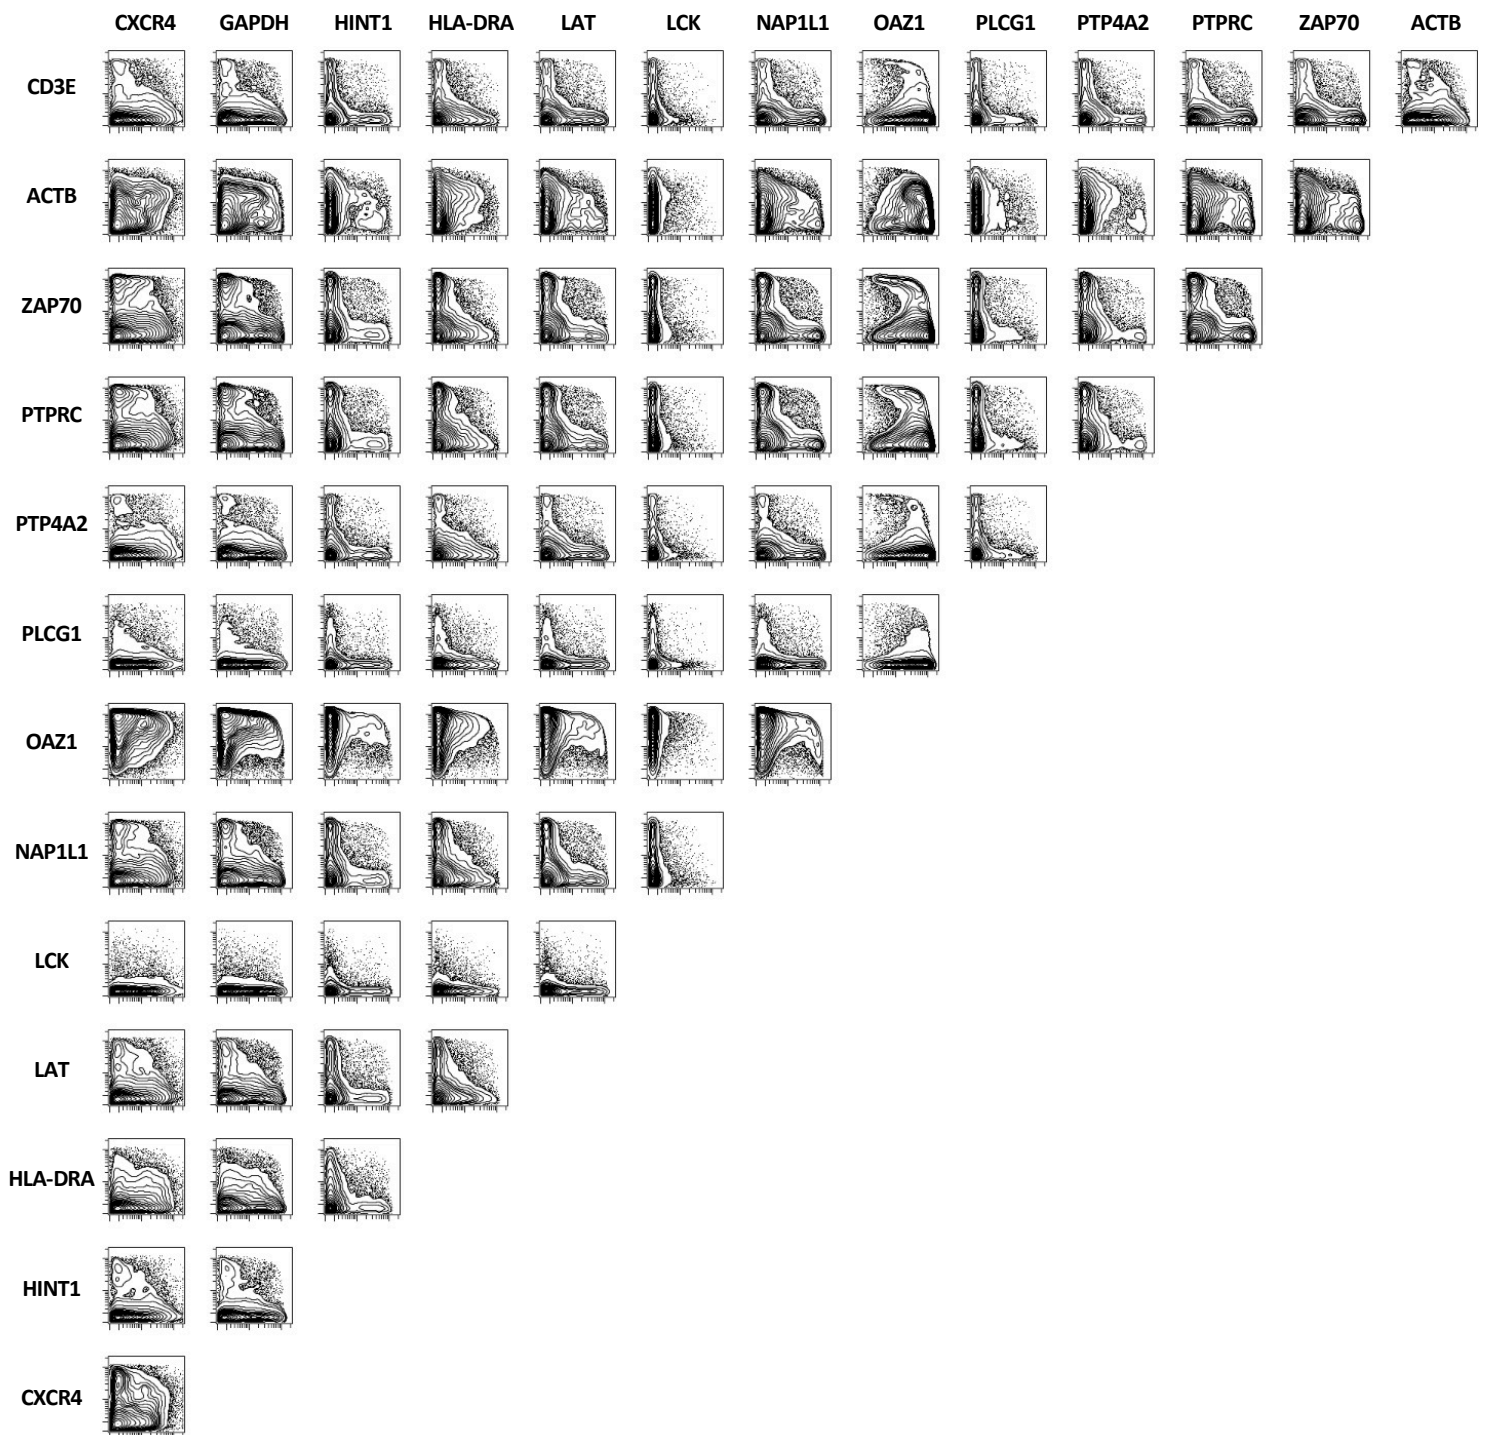 CXCR4 GAPDH HINT1 HLA-DRA LAT LCK NAP1L1 OAZ1 PLCG1 PTP4A2 PTPRC ZAP70 ACTB
CD3E
ACTB
ZAP70
PTPRC
PTP4A2
PLCG1
OAZ1
NAP1L1
LCK
LAT
HLA-DRA
HINT1
CXCR4